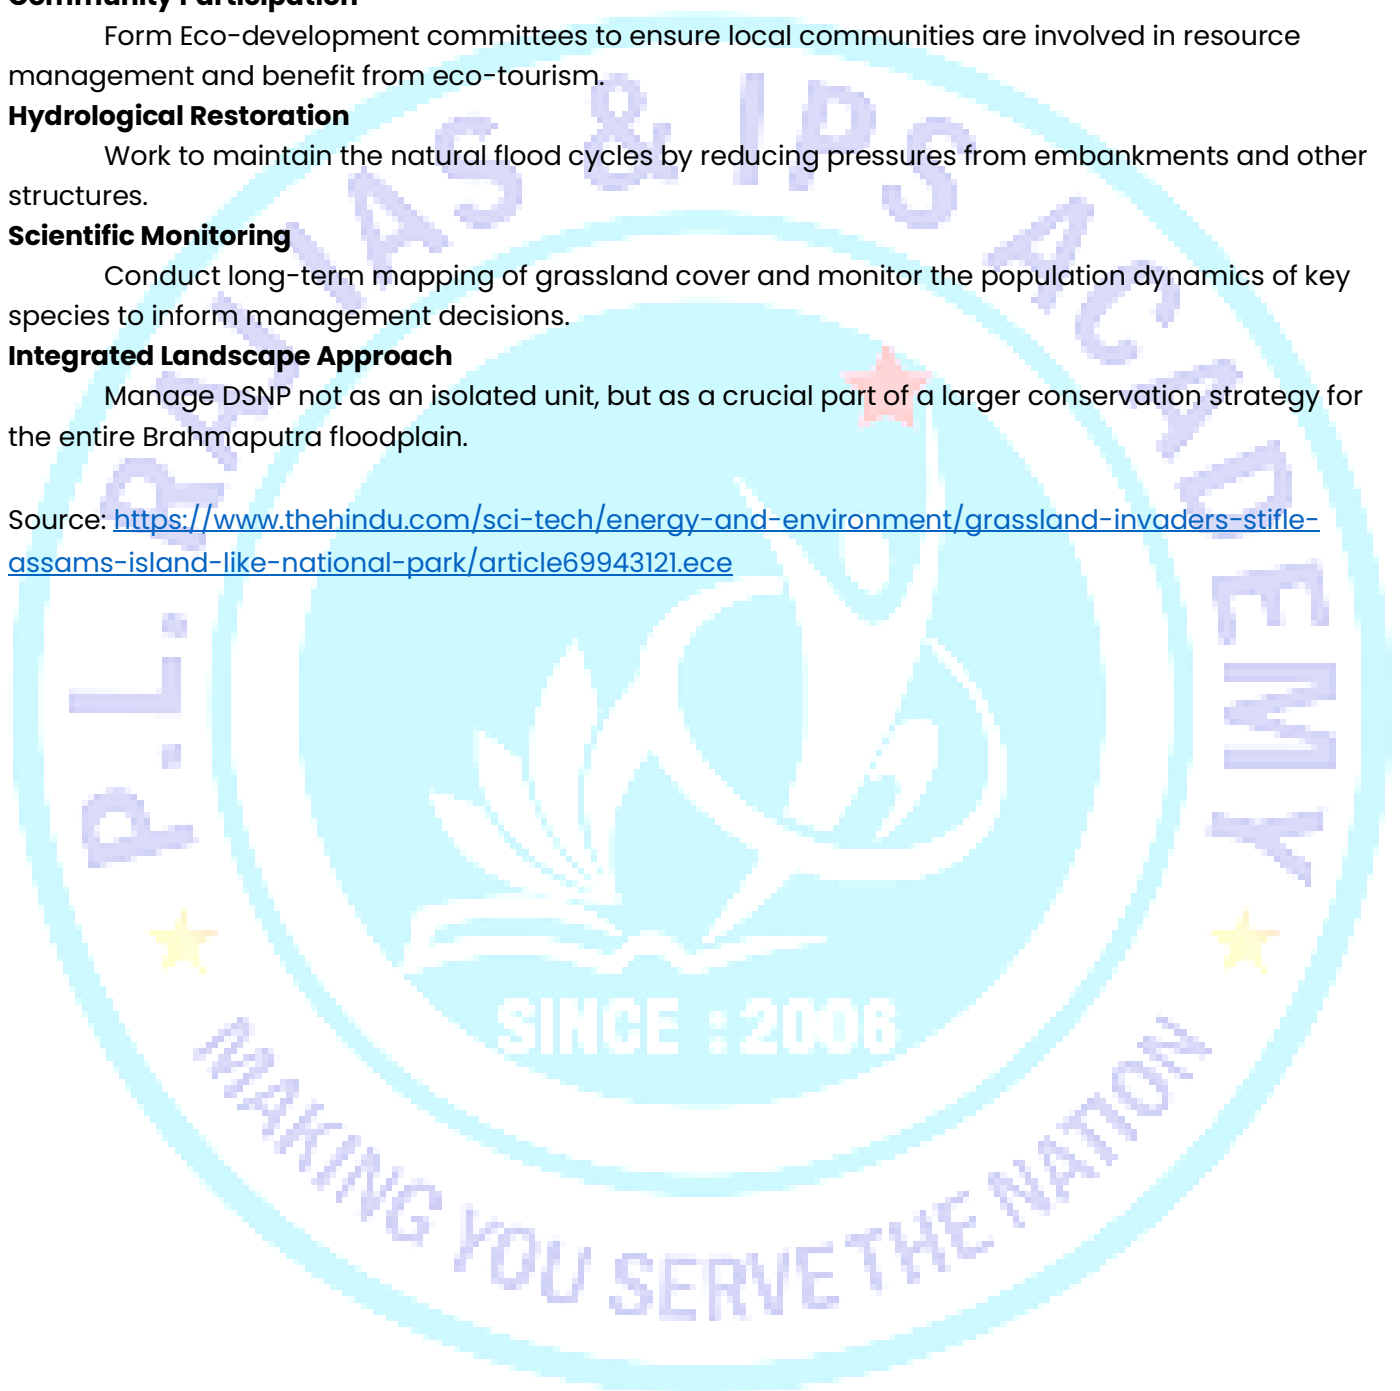 Community Participation
Form Eco-development committees to ensure local communities are involved in resource
management and benefit from eco-tourism.
Hydrological Restoration
Work to maintain the natural flood cycles by reducing pressures from embankments and other
structures.
Scientific Monitoring
Conduct long-term mapping of grassland cover and monitor the population dynamics of key
species to inform management decisions.
Integrated Landscape Approach
Manage DSNP not as an isolated unit, but as a crucial part of a larger conservation strategy for
the entire Brahmaputra floodplain.
Source: https://www.thehindu.com/sci-tech/energy-and-environment/grassland-invaders-stifle-
assams-island-like-national-park/article69943121.ece
P.L. RAJ IAS & IPS ACADEMY
SINCE : 2006
MAKING YOU SERVE THE NATION